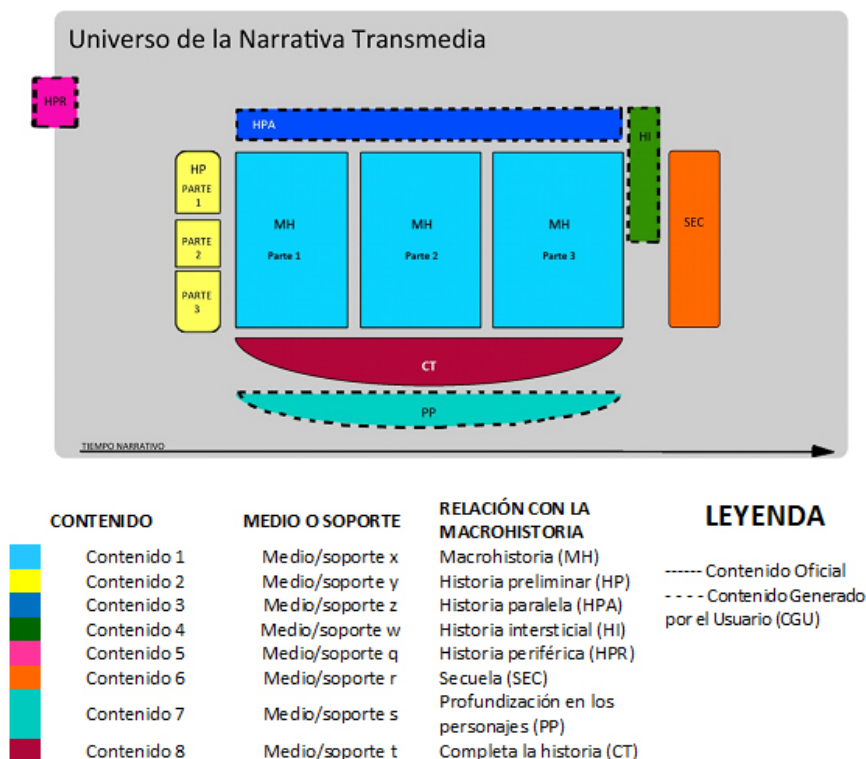 Universo de la Narrativa Transmedia
HPR
HPA
HI
HP
PARTE
1
PARTE
2
PARTE
3
MH
Parte 1
MH
Parte 2
MH
Parte 3
SEC
CT
PP
TIEMPO NARRATIVO
CONTENIDO MEDIO O SOPORTE RELACIÓN CON LA
MACROHISTORIA
Contenido 1 Medio/soporte x Macrohistoria (MH)
Contenido 2 Medio/soporte y Historia preliminar (HP)
Contenido 3 Medio/soporte z Historia paralela (HPA)
Contenido 4 Medio/soporte w Historia intersticial (HI)
Contenido 5 Medio/soporte q Historia periférica (HPR)
Contenido 6 Medio/soporte r Secuela (SEC)
Contenido 7 Medio/soporte s Profundización en los
personajes (PP)
Contenido 8 Medio/soporte t Completa la historia (CT)
LEYENDA
------ Contenido Oficial
- - - - Contenido Generado
por el Usuario (CGU)